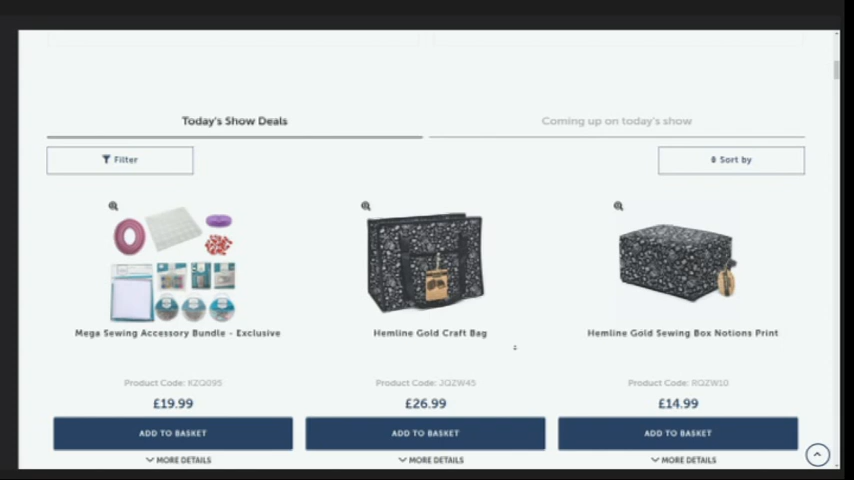 Today's Show Deals
Coming up on today's show
Filter
Sort by
Mega Sewing Accessory Bundle - Exclusive
Hemline Gold Craft Bag
Hemline Gold Sewing Box Notions Print
Product Code: KZQ095
Product Code: JQZW45
Product Code: RQZW10
£19.99
£26.99
£14.99
ADD TO BASKET
ADD TO BASKET
ADD TO BASKET
MORE DETAILS
MORE DETAILS
MORE DETAILS